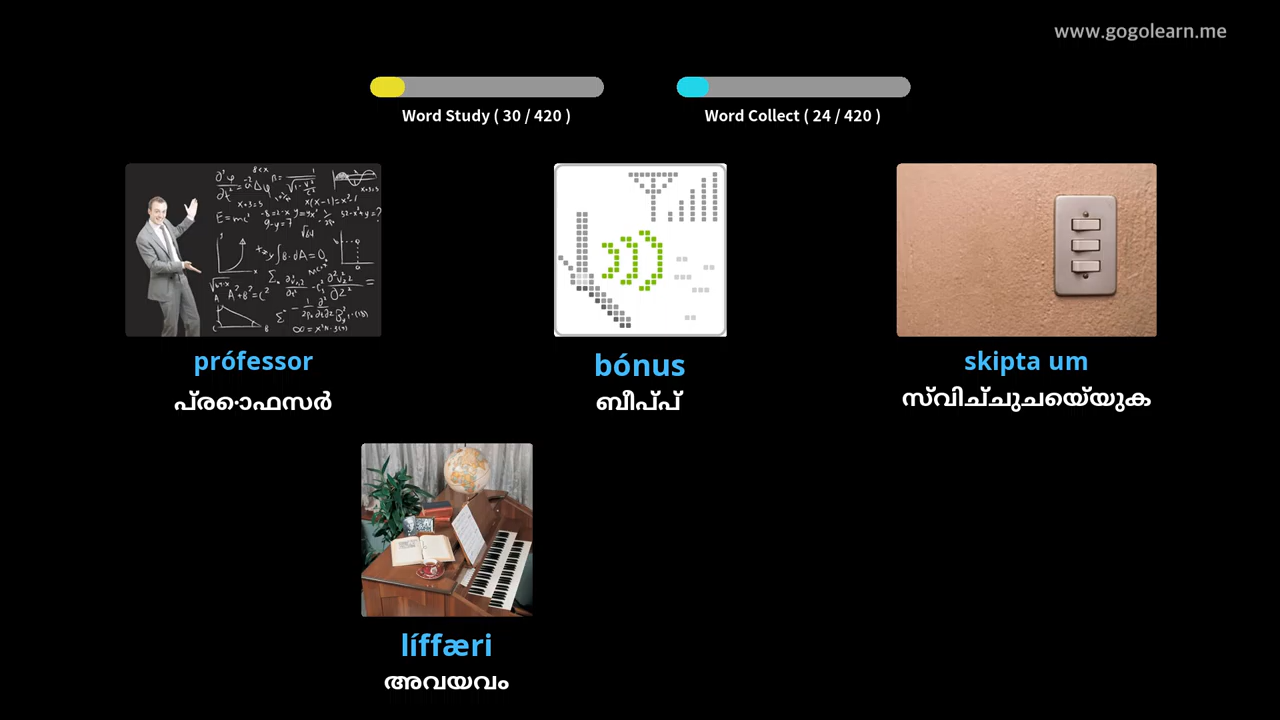 www.gogolearn.me
Word Study ( 30 / 420 )
Word Collect ( 24 / 420 )
prófessor
bónus
skipta um
പ്രൊഫസർ
ബീപ്പ്
സ്വിച്ചുചെയ്യുക
líffæri
അവയവം